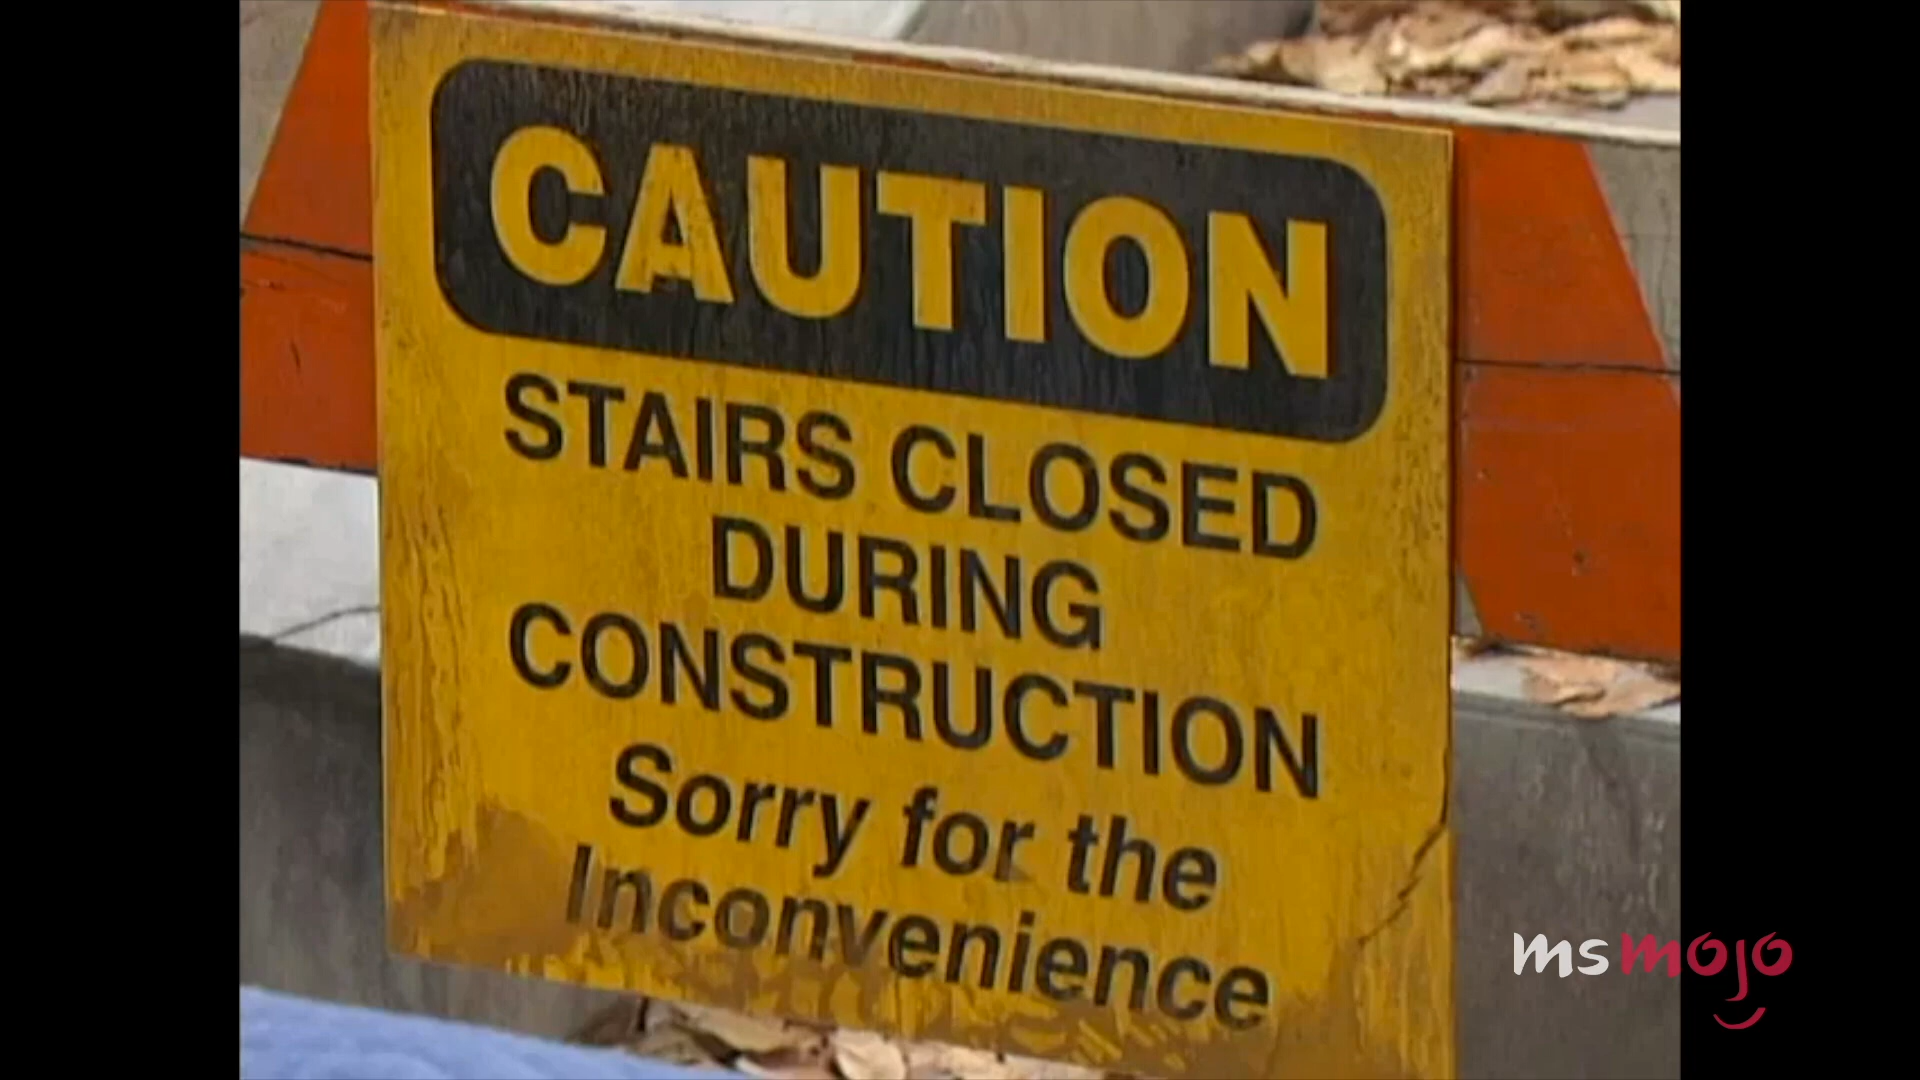 CAUTION
STAIRS CLOSED
DURING
CONSTRUCTION
Sorry for the
Inconvenience
msmojo